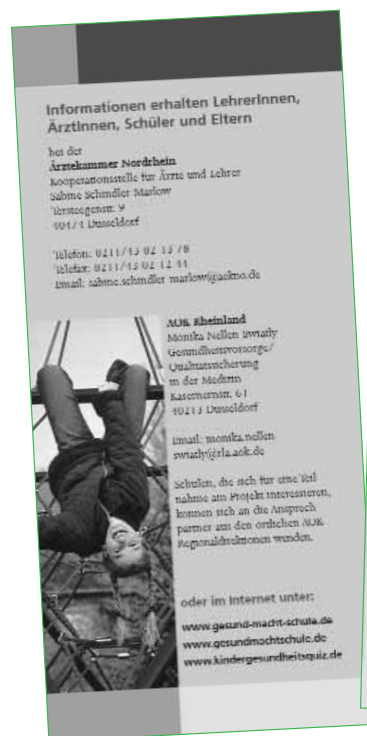 Informationen erhalten LehrerInnen,
ÄrztInnen, Schüler und Eltern
bei der
Ärztekammer Nordrhein
Kooperationsstelle für Ärzte und Lehrer
Sabine Schindler Marlow
Tersteegenstr. 9
40474 Düsseldorf
Telefon: 0211/43 02 13 78
Telefax: 0211/43 02 12 44
Email: sabine.schindler marlow@aekno.de
AOK Rheinland
Monika Nellen Swiatly
Gesundheitsvorsorge/
Qualitätssicherung
in der Medizin
Kasernenstr. 61
40213 Düsseldorf
Email: monika.nellen
swiatly@rla.aok.de
Schulen, die sich für eine Teil
nahme am Projekt interessieren,
können sich an die Ansprech
partner aus den örtlichen AOK
Regionaldirektionen wenden.
oder im Internet unter:
www.gesund-macht-schule.de
www.gesundmachtschule.de
www.kindergesundheitsquiz.de